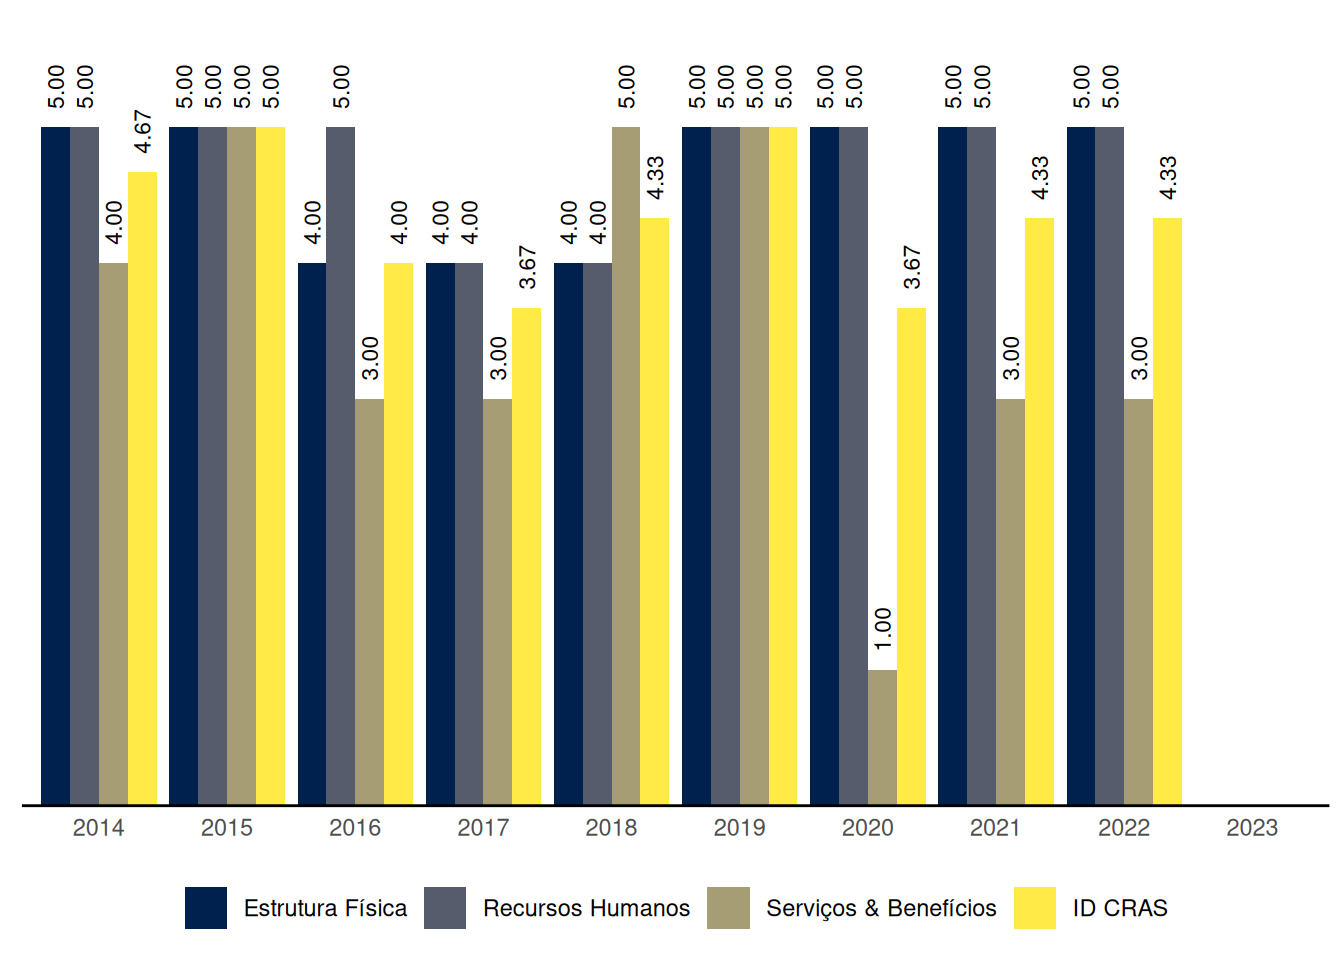 5.00 5.00 4.00 4.67 5.00 5.00 5.00 5.00 4.00 5.00 3.00 4.00 4.00 4.00 3.00 3.67 4.00 4.00 5.00 4.33 5.00 5.00 5.00 5.00 5.00 5.00 1.00 3.67 5.00 5.00 3.00 4.33 5.00 5.00 3.00 4.33
2014 2015 2016 2017 2018 2019 2020 2021 2022 2023
Estrutura Física Recursos Humanos Serviços & Benefícios ID CRAS